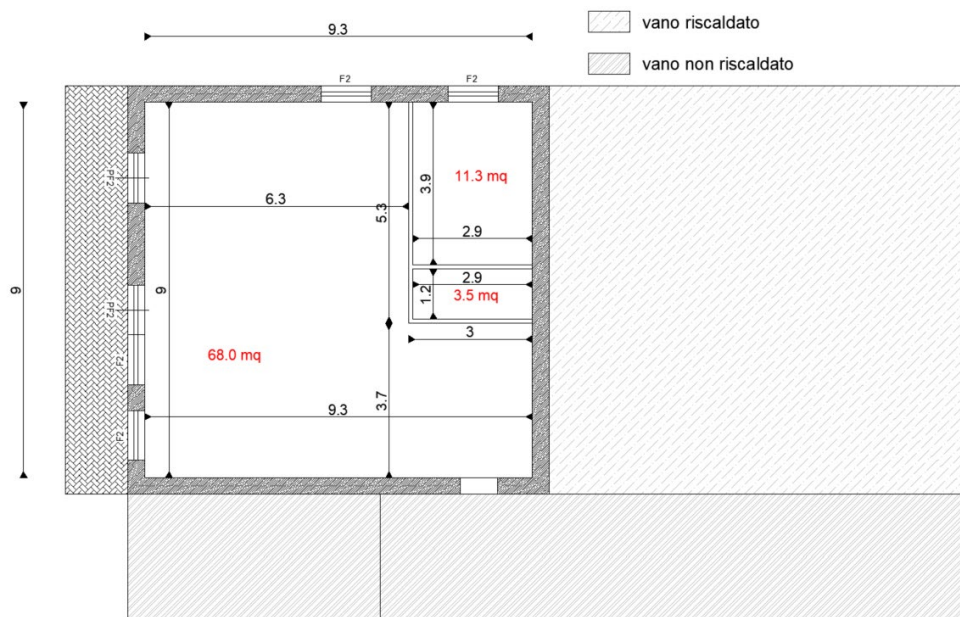 9.3
vano riscaldato
vano non riscaldato
F2
F2
PF2
11.3 mq
3.9
6.3
5.3
2.9
2.9
1.2
3.5 mq
9
9
PF2
3
F2
68.0 mq
3.7
9.3
F2